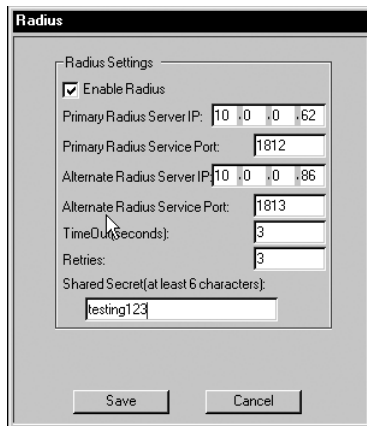 Radius
Radius Settings
Enable Radius
Primary Radius Server IP: 10 .0 .0 .62
Primary Radius Service Port: 1812
Alternate Radius Server IP: 10 .0 .0 .86
Alternate Radius Service Port: 1813
TimeOut(seconds): 3
Retries: 3
Shared Secret(at least 6 characters):
testing123
Save Cancel